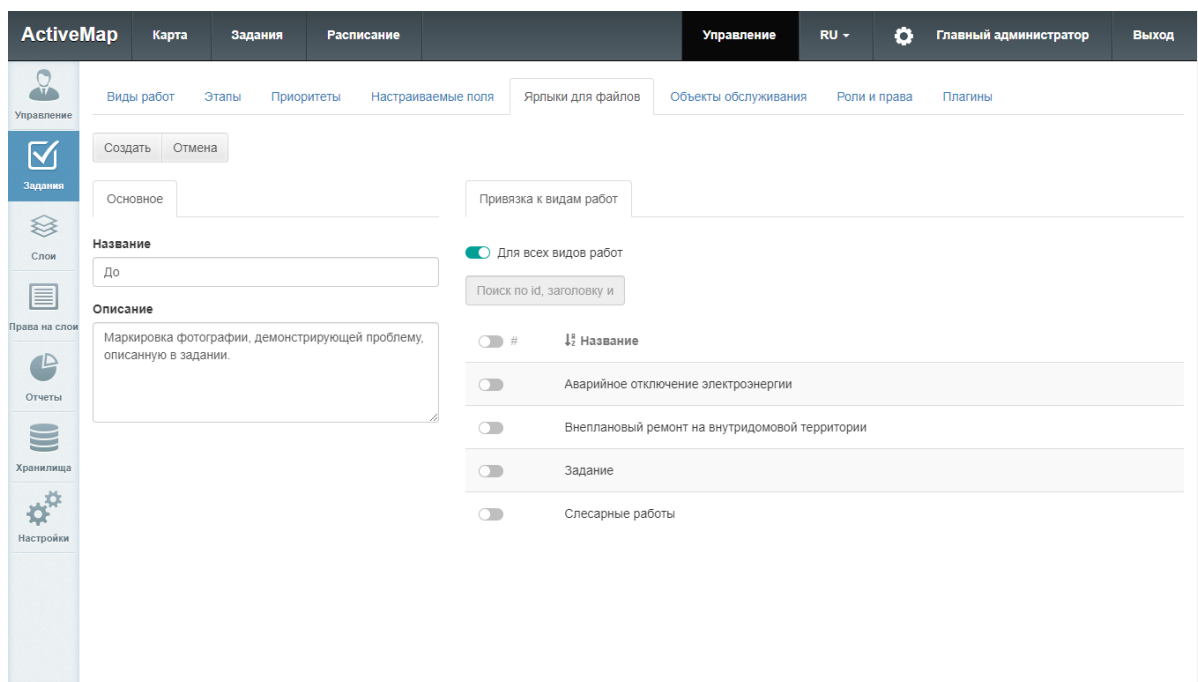 ActiveMap Карта Задания Расписание Управление RU Главный администратор Выход
Управление
Задания
Слои
Права на слои
Отчеты
Хранилища
Настройки
Виды работ Этапы Приоритеты Настраиваемые поля Ярлыки для файлов Объекты обслуживания Роли и права Плагины
Создать Отмена
Основное
Название
До
Описание
Маркировка фотографии, демонстрирующей проблему,
описанную в задании.
Привязка к видам работ
Для всех видов работ
Поиск по id, заголовку и
# Название
Аварийное отключение электроэнергии
Внеплановый ремонт на внутридомовой территории
Задание
Слесарные работы